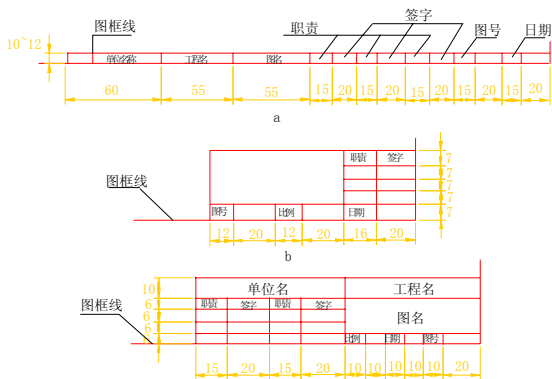 图框线 职责 签字 图号 日期
10~12
单位名称 工程名 图名
60 55 55 15 20 15 20 15 20 15 20 15 20
a
职责 签字
7
7
7
7
7
图框线
图号 比例 日期
12 20 12 20 16 20
b
单位名 工程名
10
职责 签字 职责 签字
6
图框线
图名
6
6
比例 日期 图号
15 20 15 20 10 10 10 10 10 20